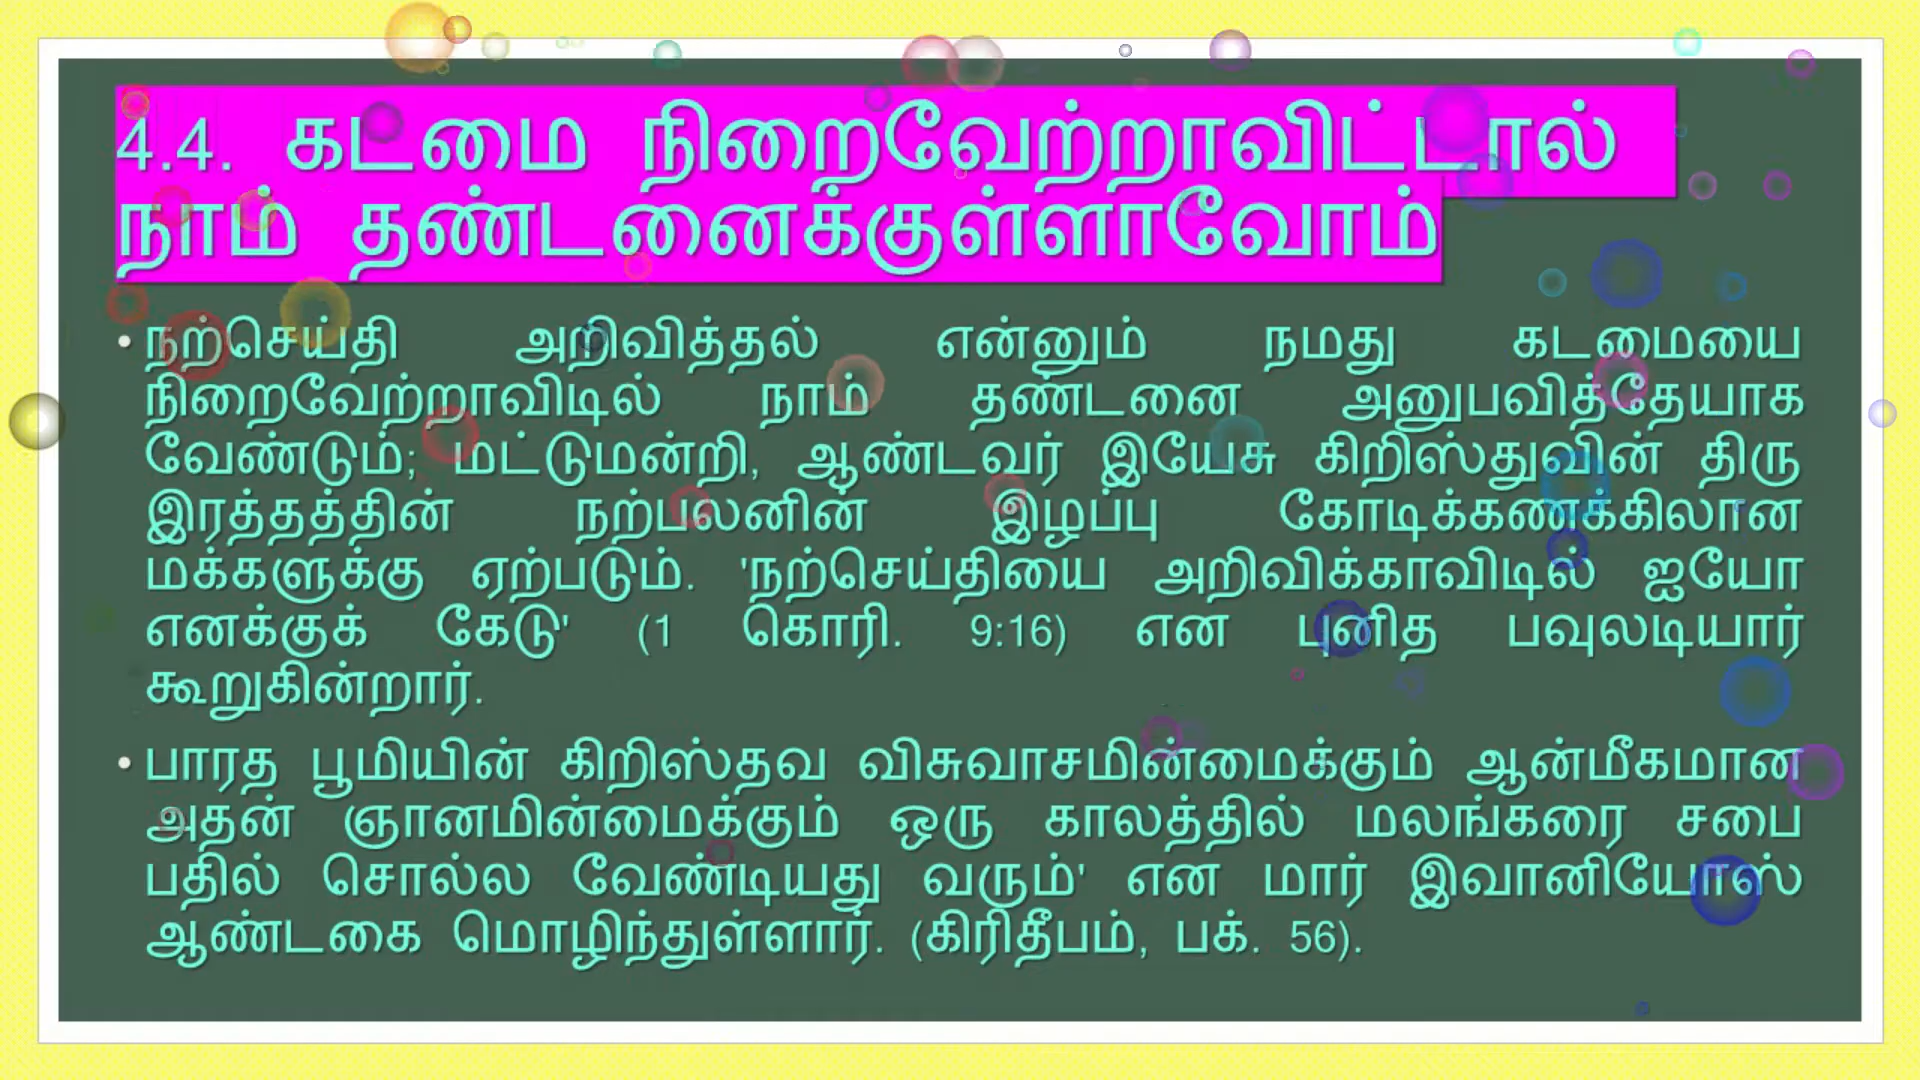 4.4. கடமை நிறைவேற்றாவிட்டால்
நாம் தண்டனைக்குள்ளாவோம்
• நற்செய்தி அறிவித்தல் என்னும் நமது கடமையை
நிறைவேற்றாவிடில் நாம் தண்டனை அனுபவித்தேயாக
வேண்டும்; மட்டுமன்றி, ஆண்டவர் இயேசு கிறிஸ்துவின் திரு
இரத்தத்தின் நற்பலனின் இழப்பு கோடிக்கணக்கிலான
மக்களுக்கு ஏற்படும். 'நற்செய்தியை அறிவிக்காவிடில் ஐயோ
எனக்குக் கேடு' (1 கொரி. 9:16) என புனித பவுலடியார்
கூறுகின்றார்.
• பாரத பூமியின் கிறிஸ்தவ விசுவாசமின்மைக்கும் ஆன்மீகமான
அதன் ஞானமின்மைக்கும் ஒரு காலத்தில் மலங்கரை சபை
பதில் சொல்ல வேண்டியது வரும்' என மார் இவானியோஸ்
ஆண்டகை மொழிந்துள்ளார். (கிரிதீபம், பக். 56).